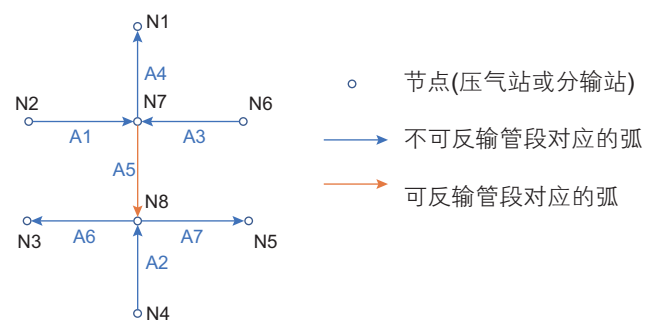 N1
A4
N2
N7
N6
A1
A3
A5
N8
N3
A6
A7
N5
A2
N4
节点(压气站或分输站)
不可反输管段对应的弧
可反输管段对应的弧